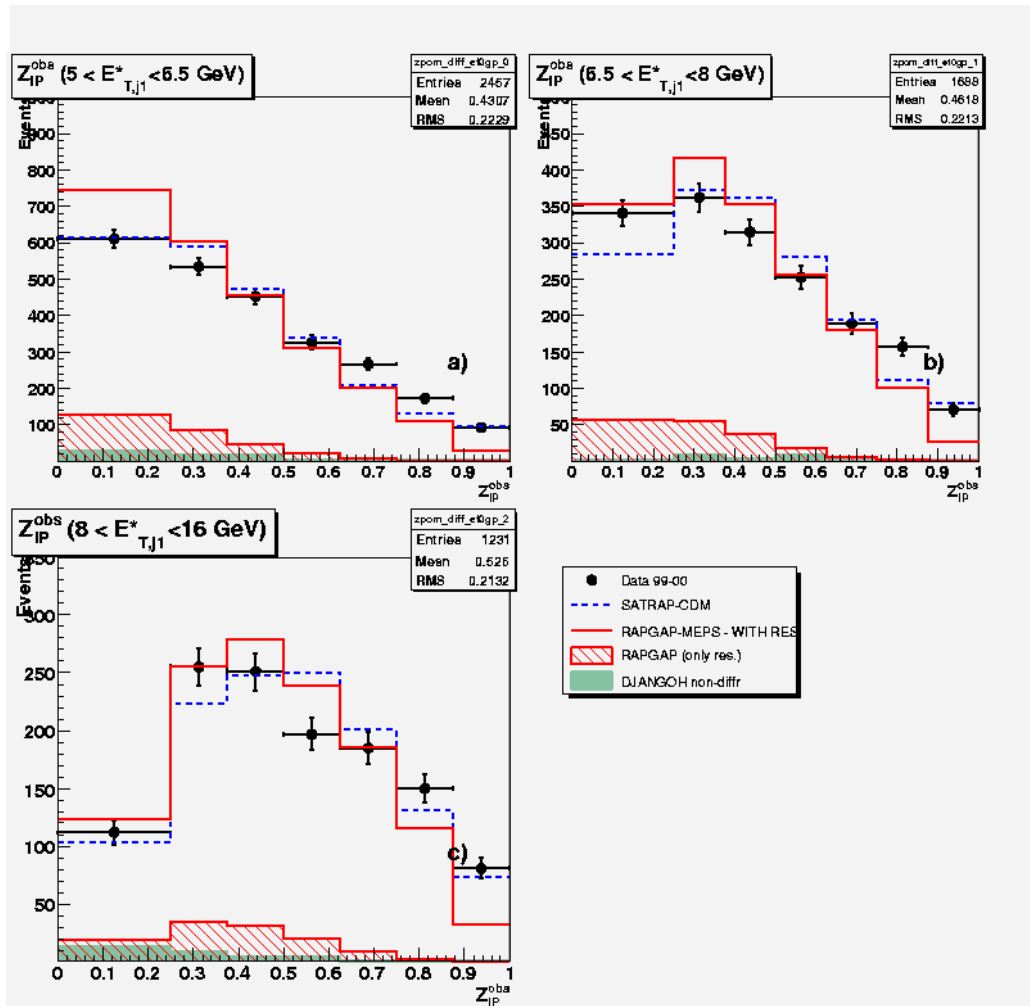 Z_IP^obs (5 < E*_T,j1 <6.5 GeV)
zpom_diff_et0gp_0
Entries 2457
Mean 0.4307
RMS 0.2229
Events
900
800
700
600
500
400
300
200
100
a)
0 0.1 0.2 0.3 0.4 0.5 0.6 0.7 0.8 0.9 1
Z_IP^obs
Z_IP^obs (6.5 < E*_T,j1 <8 GeV)
zpom_diff_et0gp_1
Entries 1688
Mean 0.4618
RMS 0.2213
Events
450
400
350
300
250
200
150
100
50
b)
0 0.1 0.2 0.3 0.4 0.5 0.6 0.7 0.8 0.9 1
Z_IP^obs
Z_IP^obs (8 < E*_T,j1 <16 GeV)
zpom_diff_et0gp_2
Entries 1231
Mean 0.525
RMS 0.2132
Events
350
300
250
200
150
100
50
c)
0 0.1 0.2 0.3 0.4 0.5 0.6 0.7 0.8 0.9 1
Z_IP^obs
Data 99-00
SATRAP-CDM
RAPGAP-MEPS - WITH RES
RAPGAP (only res.)
DJANGOH non-diffr